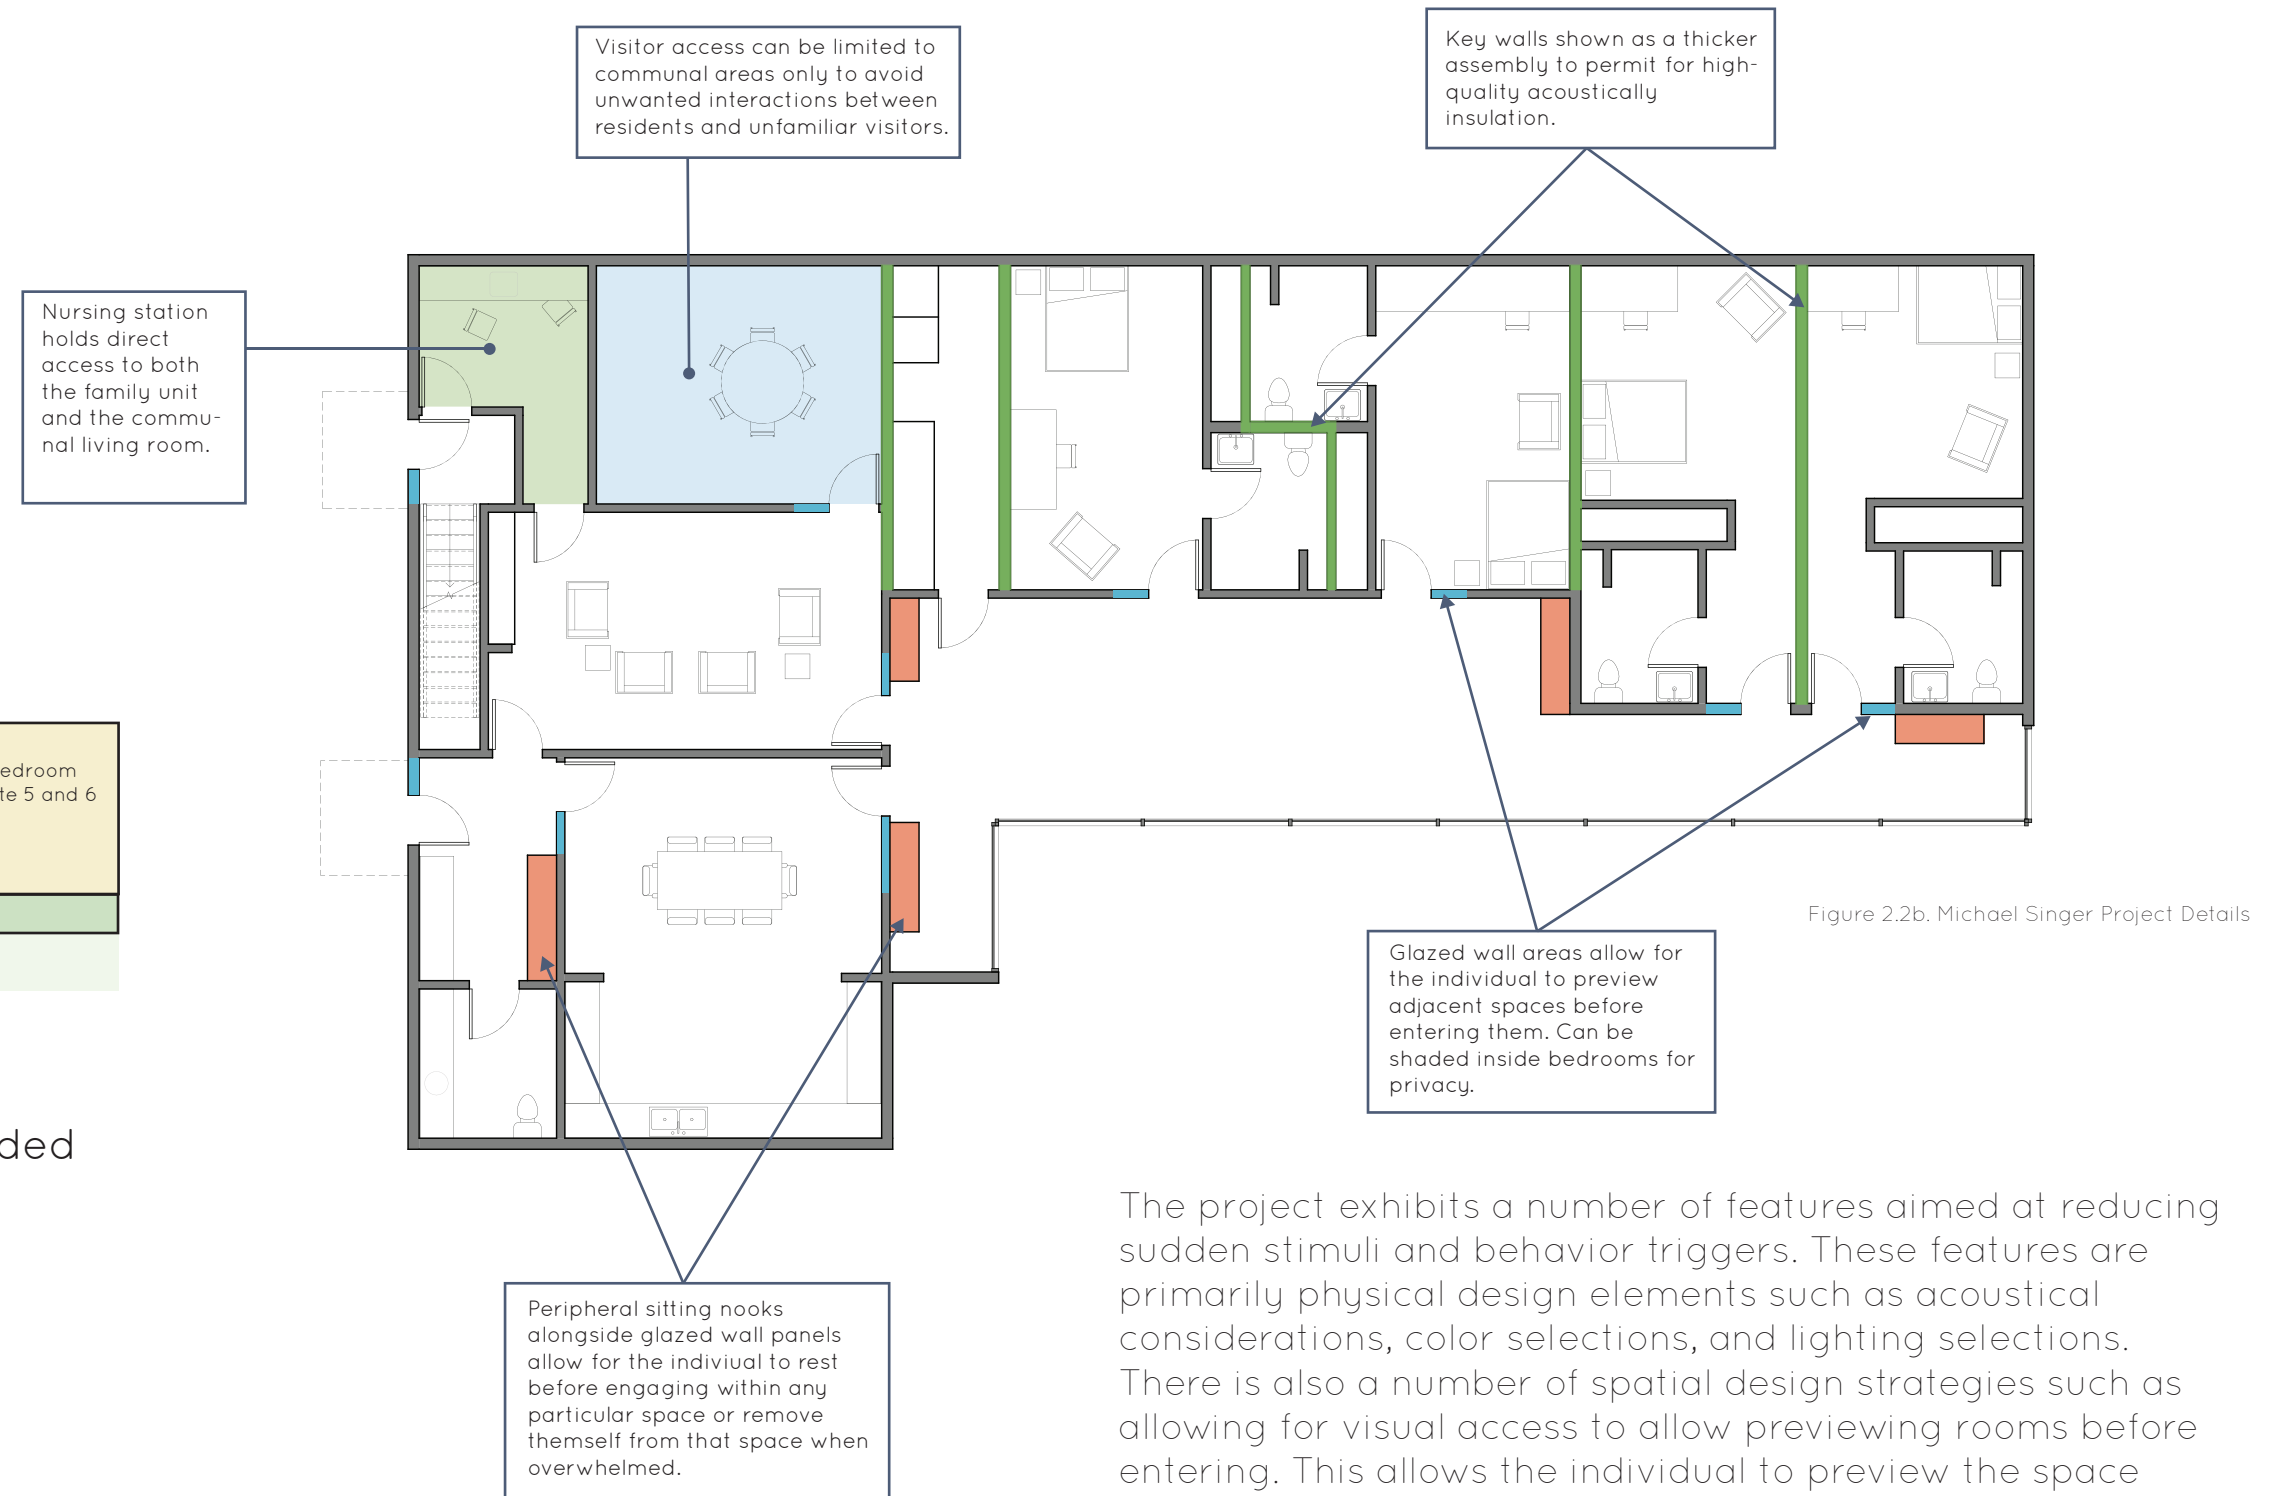 Visitor access can be limited to
communal areas only to avoid
unwanted interactions between
residents and unfamiliar visitors.
Key walls shown as a thicker
assembly to permit for high-
quality acoustically
insulation.
Nursing station
holds direct
access to both
the family unit
and the commu-
nal living room.
edroom
te 5 and 6
Figure 2.2b. Michael Singer Project Details
Glazed wall areas allow for
the individual to preview
adjacent spaces before
entering them. Can be
shaded inside bedrooms for
privacy.
ded
Peripheral sitting nooks
alongside glazed wall panels
allow for the indiviual to rest
before engaging within any
particular space or remove
themself from that space when
overwhelmed.
The project exhibits a number of features aimed at reducing
sudden stimuli and behavior triggers. These features are
primarily physical design elements such as acoustical
considerations, color selections, and lighting selections.
There is also a number of spatial design strategies such as
allowing for visual access to allow previewing rooms before
entering. This allows the individual to preview the space